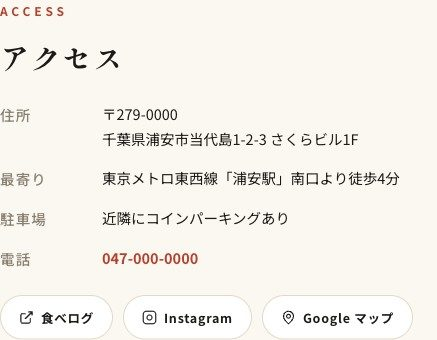 ACCESS
アクセス
住所 〒279-0000
千葉県浦安市当代島1-2-3 さくらビル1F
最寄り 東京メトロ東西線「浦安駅」南口より徒歩4分
駐車場 近隣にコインパーキングあり
電話 047-000-0000
食べログ Instagram Google マップ